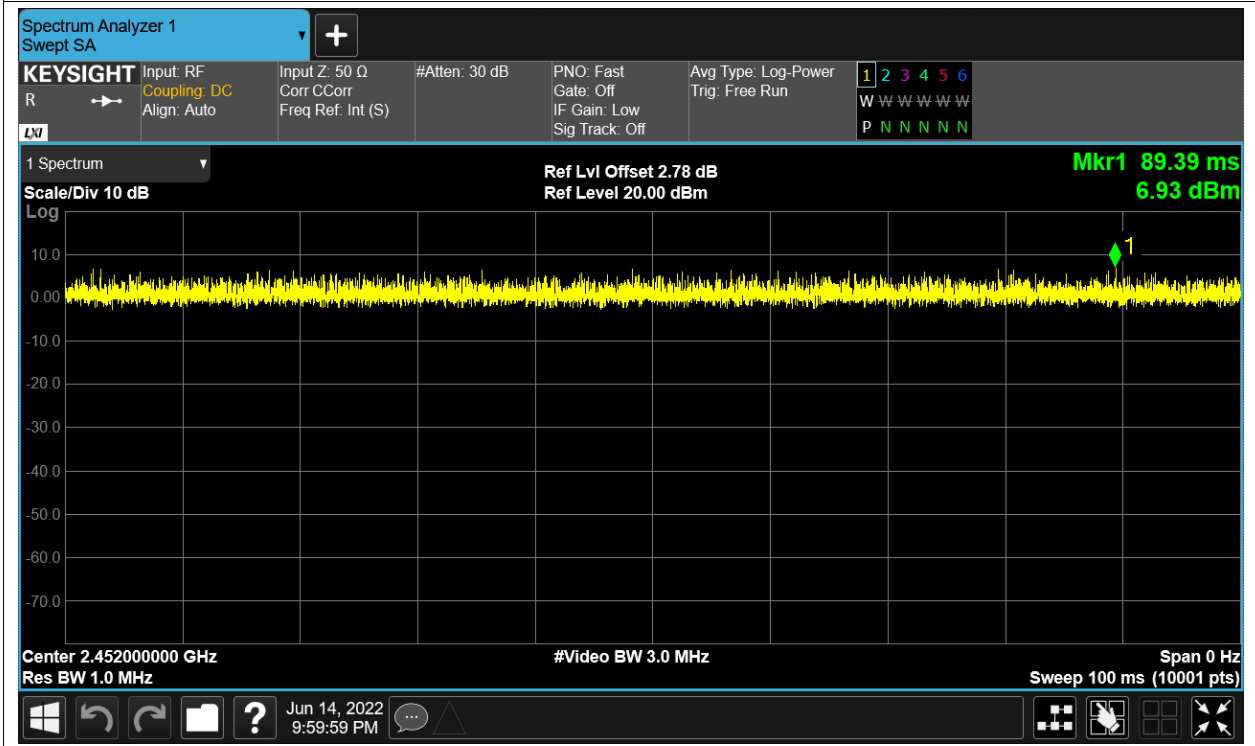 Spectrum Analyzer 1
Swept SA
KEYSIGHT Input: RF Input Z: 50 Ω #Atten: 30 dB PNO: Fast Avg Type: Log-Power 1 2 3 4 5 6
R Coupling: DC Corr CCorr Gate: Off Trig: Free Run W W W W W W
Align: Auto Freq Ref: Int (S) IF Gain: Low
LXI Sig Track: Off P N N N N N
1 Spectrum Ref Lvl Offset 2.78 dB Mkr1 89.39 ms
Scale/Div 10 dB Ref Level 20.00 dBm 6.93 dBm
Log
1
10.0
0.00
-10.0
-20.0
-30.0
-40.0
-50.0
-60.0
-70.0
Center 2.452000000 GHz #Video BW 3.0 MHz Span 0 Hz
Res BW 1.0 MHz Sweep 100 ms (10001 pts)
? Jun 14, 2022
9:59:59 PM